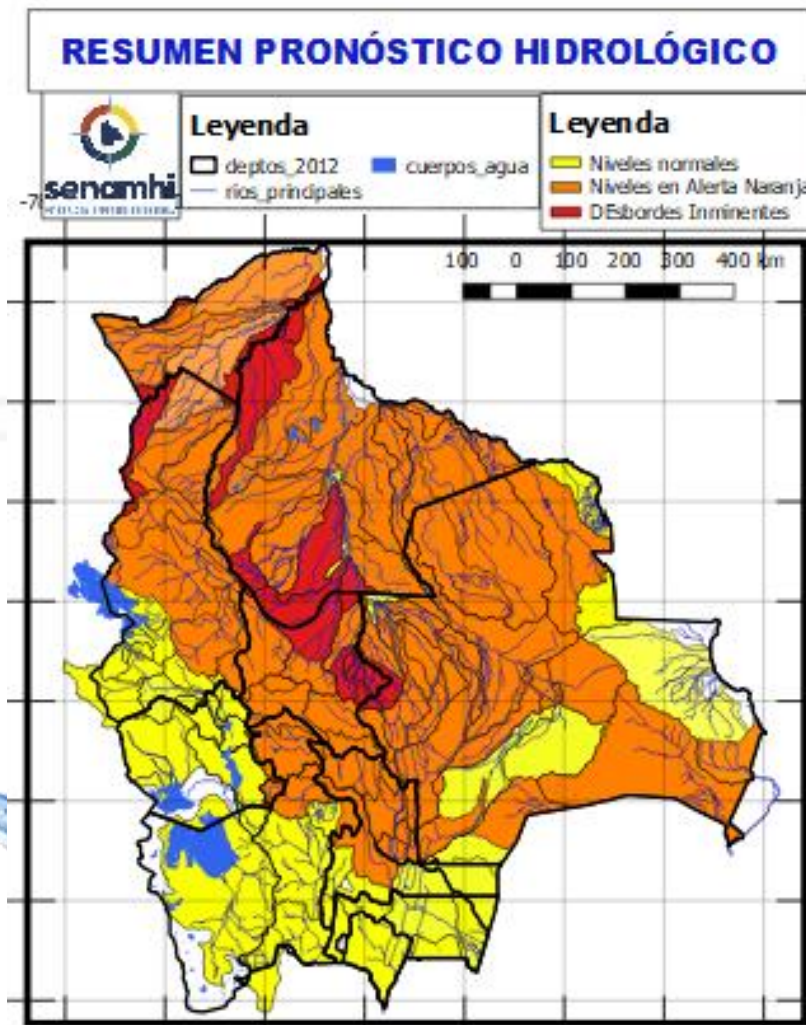 RESUMEN PRONÓSTICO HIDROLÓGICO
senamhi
Leyenda
deptos_2012
cuerpos_agua
rios_principales
Leyenda
Niveles normales
Niveles en Alerta Naranja
DEsbordes Inminentes
100 0 100 200 300 400 km